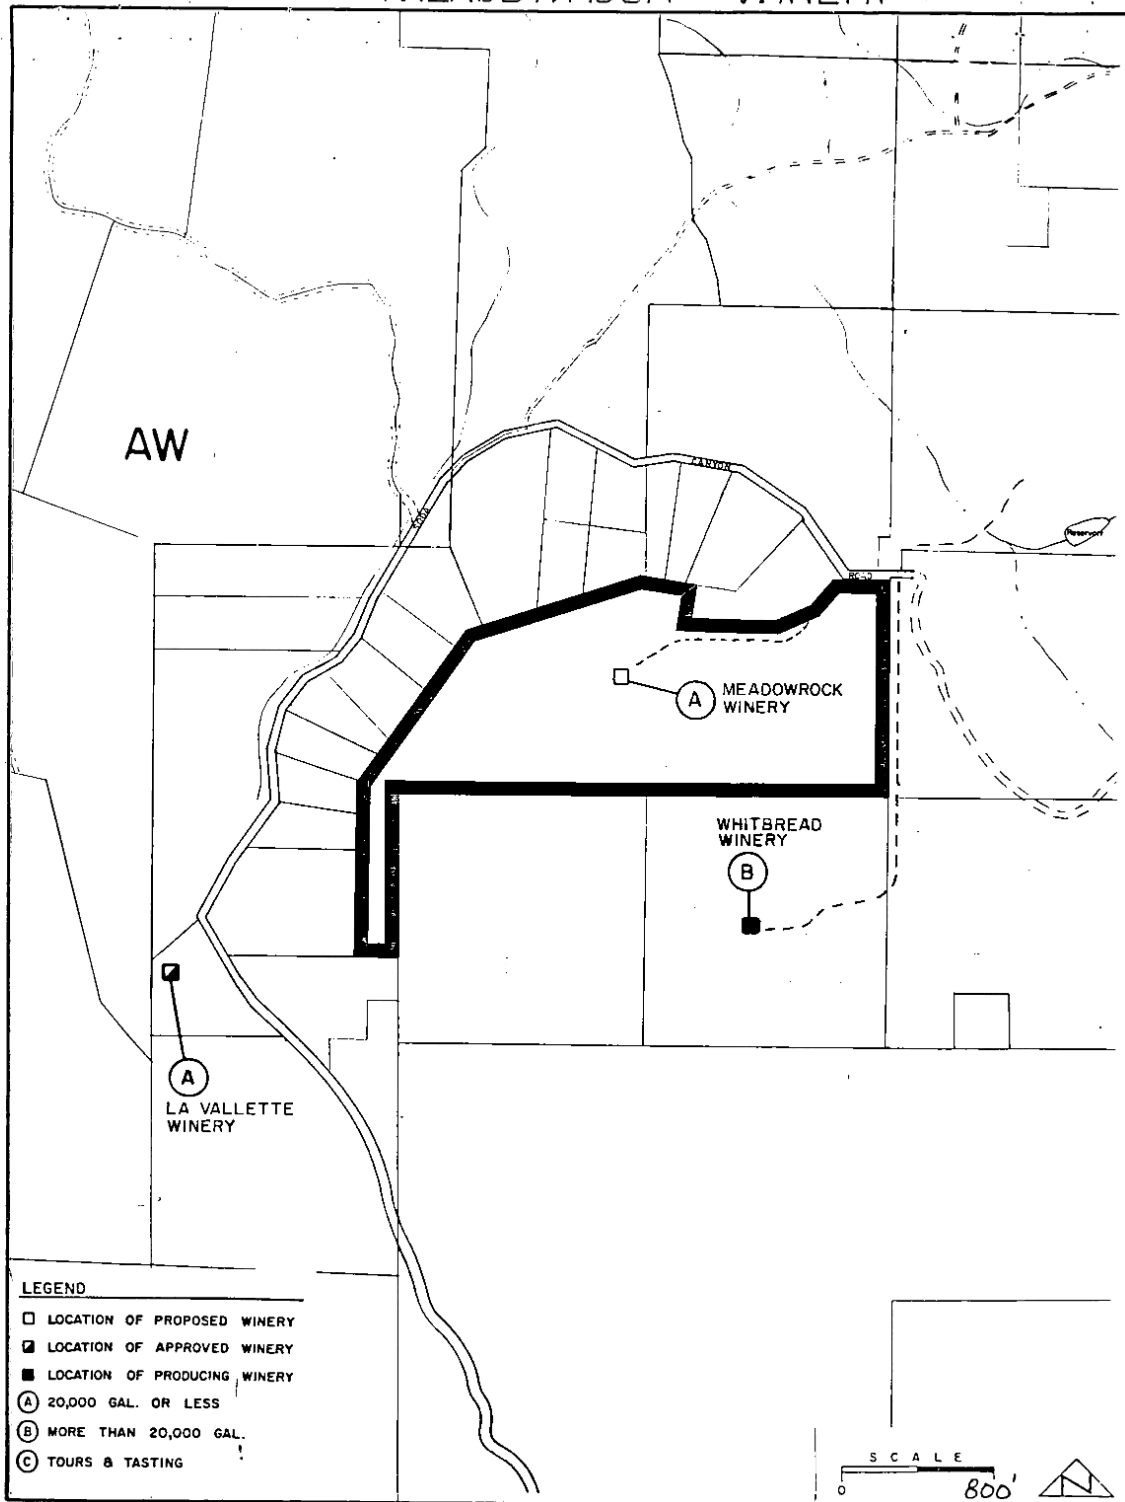 AW
CANYON
SODA
ROAD
Reservoir
A
MEADOWROCK
WINERY
WHITBREAD
WINERY
B
A
LA VALLETTE
WINERY
LEGEND
LOCATION OF PROPOSED WINERY
LOCATION OF APPROVED WINERY
LOCATION OF PRODUCING WINERY
A 20,000 GAL. OR LESS
B MORE THAN 20,000 GAL.
C TOURS & TASTING
SCALE
0 800'
N